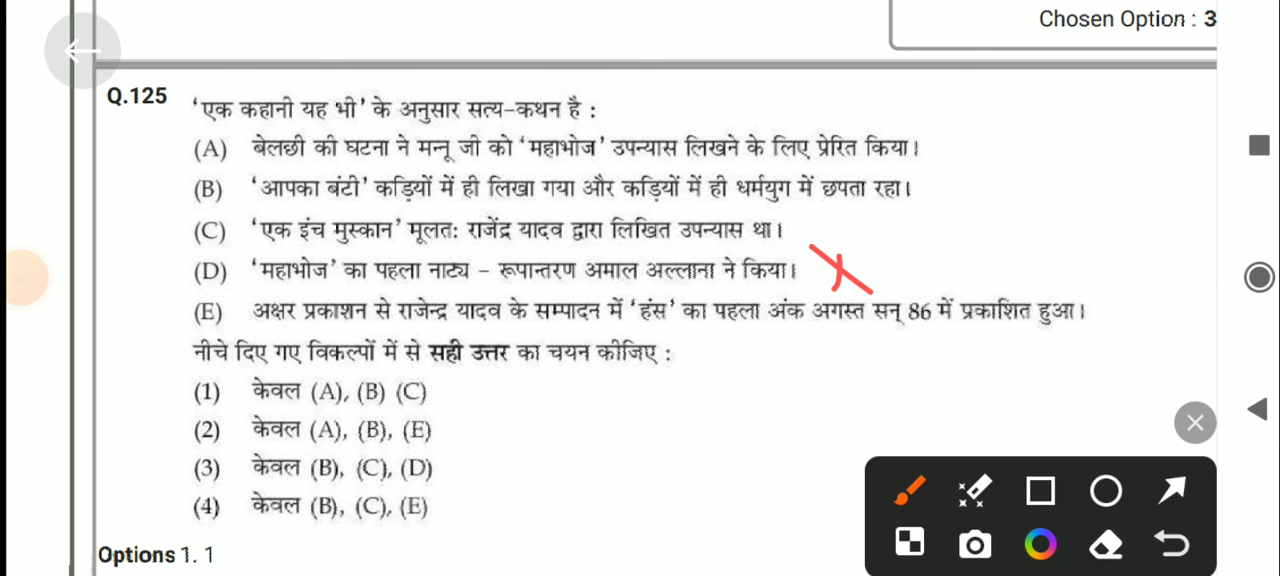 Chosen Option : 3
Q.125 ‘एक कहानी यह भी’ के अनुसार सत्य-कथन है :
(A) बेलछी की घटना ने मन्नू जी को ‘महाभोज’ उपन्यास लिखने के लिए प्रेरित किया।
(B) ‘आपका बंटी’ कड़ियों में ही लिखा गया और कड़ियों में ही धर्मयुग में छपता रहा।
(C) ‘एक इंच मुस्कान’ मूलत: राजेंद्र यादव द्वारा लिखित उपन्यास था।
(D) ‘महाभोज’ का पहला नाट्य – रूपान्तरण अमाल अल्लाना ने किया।
(E) अक्षर प्रकाशन से राजेन्द्र यादव के सम्पादन में ‘हंस’ का पहला अंक अगस्त सन् 86 में प्रकाशित हुआ।
नीचे दिए गए विकल्पों में से सही उत्तर का चयन कीजिए :
(1) केवल (A), (B) (C)
(2) केवल (A), (B), (E)
(3) केवल (B), (C), (D)
(4) केवल (B), (C), (E)
Options 1. 1